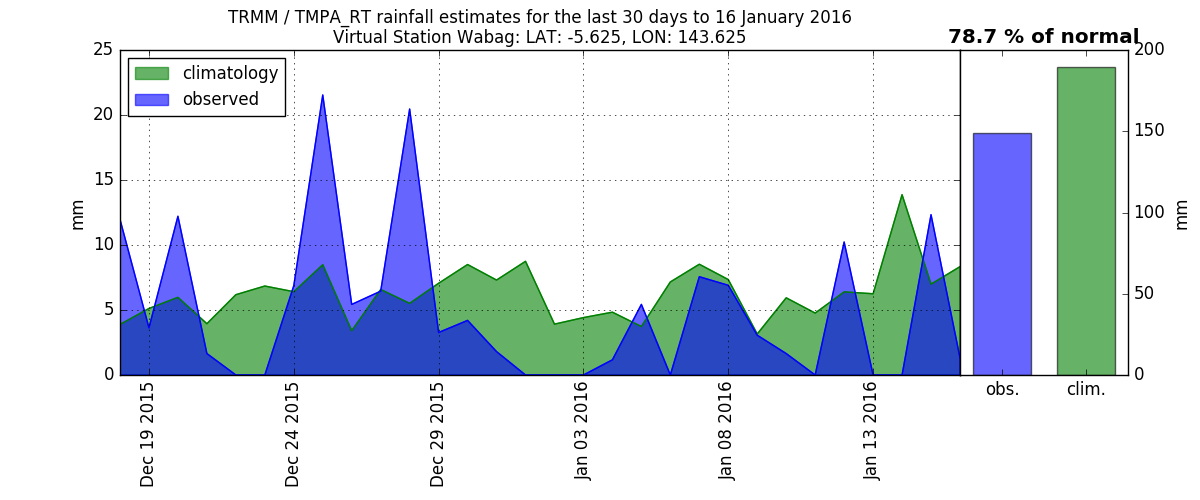 TRMM / TMPA_RT rainfall estimates for the last 30 days to 16 January 2016
Virtual Station Wabag: LAT: -5.625, LON: 143.625
78.7 % of normal
climatology
observed
mm
25
20
15
10
5
0
Dec 19 2015
Dec 24 2015
Dec 29 2015
Jan 03 2016
Jan 08 2016
Jan 13 2016
200
150
100
50
0
mm
obs.
clim.